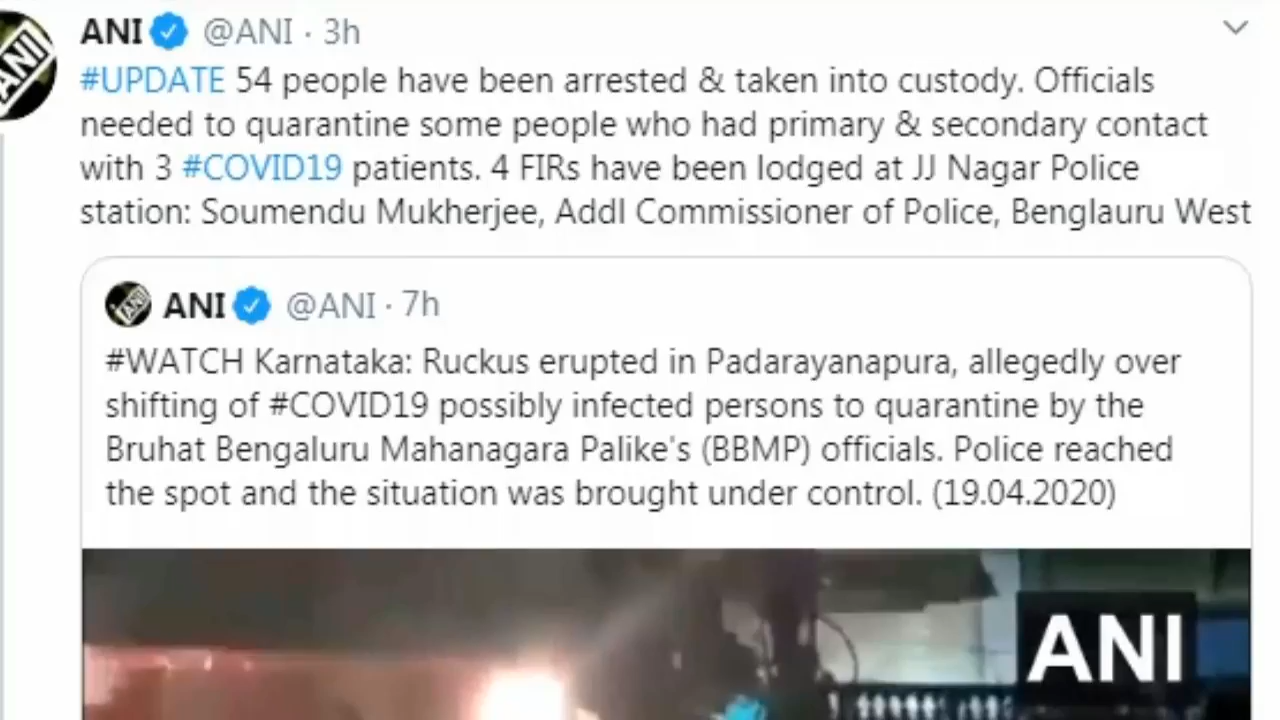 ANI @ANI · 3h
#UPDATE 54 people have been arrested & taken into custody. Officials
needed to quarantine some people who had primary & secondary contact
with 3 #COVID19 patients. 4 FIRs have been lodged at JJ Nagar Police
station: Soumendu Mukherjee, Addl Commissioner of Police, Benglauru West
ANI @ANI · 7h
#WATCH Karnataka: Ruckus erupted in Padarayanapura, allegedly over
shifting of #COVID19 possibly infected persons to quarantine by the
Bruhat Bengaluru Mahanagara Palike's (BBMP) officials. Police reached
the spot and the situation was brought under control. (19.04.2020)
ANI